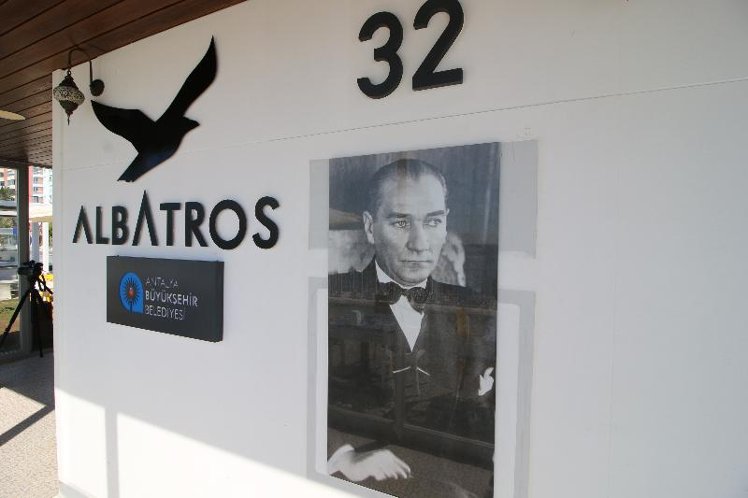 32
ALBATROS
ANTALYA
BÜYÜKŞEHİR
BELEDİYESİ